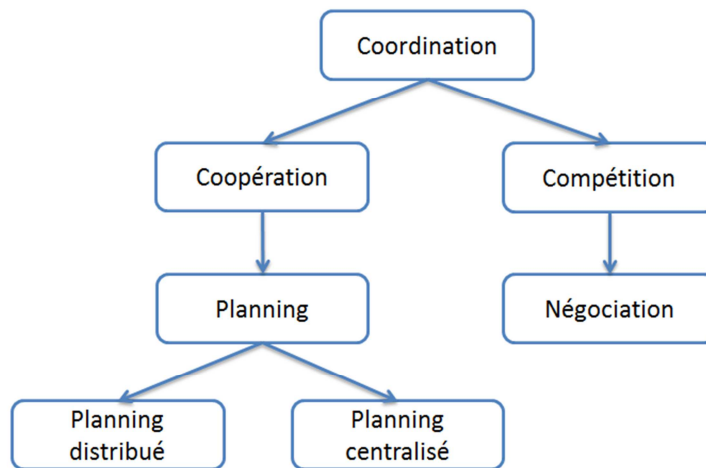 Coordination
Coopération
Compétition
Planning
Négociation
Planning
distribué
Planning
centralisé